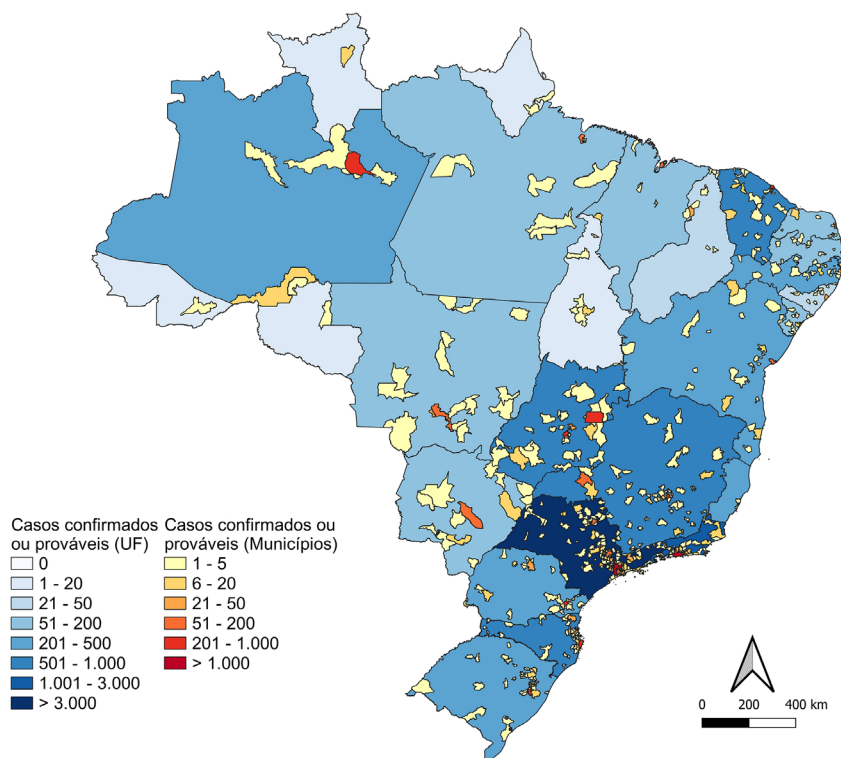 Casos confirmados
ou prováveis (UF)
0
1 - 20
21 - 50
51 - 200
201 - 500
501 - 1.000
1.001 - 3.000
> 3.000
Casos confirmados ou
prováveis (Municípios)
1 - 5
6 - 20
21 - 50
51 - 200
201 - 1.000
> 1.000
0 200 400 km